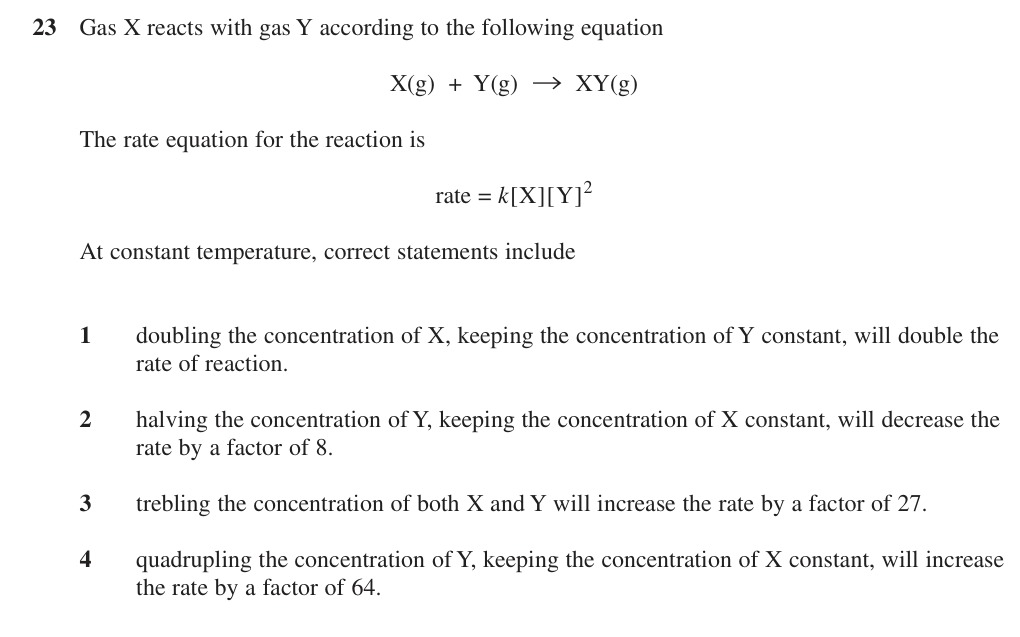 23 Gas X reacts with gas Y according to the following equation
X(g) + Y(g) → XY(g)
The rate equation for the reaction is
rate = k[X][Y]²
At constant temperature, correct statements include
1 doubling the concentration of X, keeping the concentration of Y constant, will double the
rate of reaction.
2 halving the concentration of Y, keeping the concentration of X constant, will decrease the
rate by a factor of 8.
3 trebling the concentration of both X and Y will increase the rate by a factor of 27.
4 quadrupling the concentration of Y, keeping the concentration of X constant, will increase
the rate by a factor of 64.